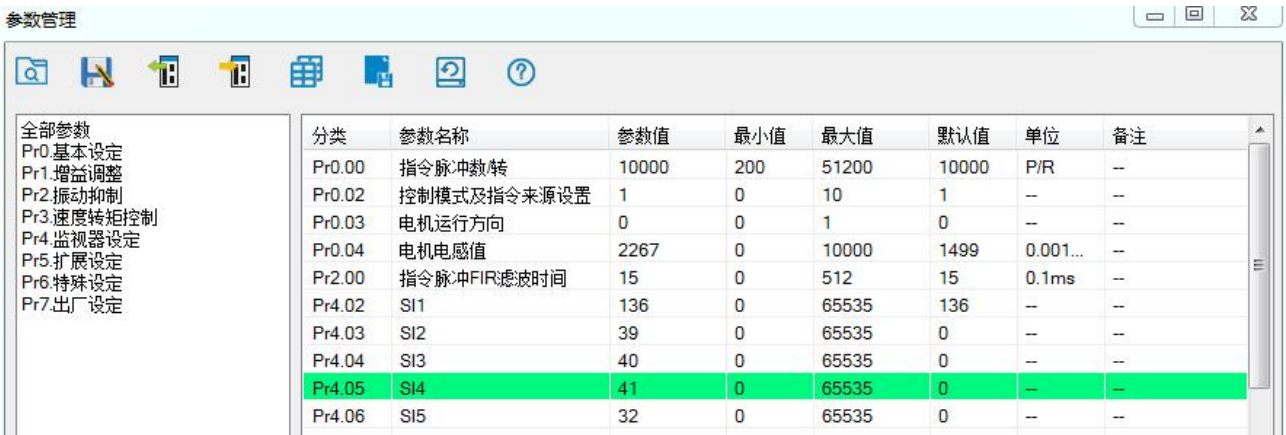 参数管理
全部参数
Pr0.基本设定
Pr1.增益调整
Pr2.振动抑制
Pr3.速度转矩控制
Pr4.监视器设定
Pr5.扩展设定
Pr6.特殊设定
Pr7.出厂设定
分类 参数名称 参数值 最小值 最大值 默认值 单位 备注
Pr0.00 指令脉冲数/转 10000 200 51200 10000 P/R --
Pr0.02 控制模式及指令来源设置 1 0 10 1 -- --
Pr0.03 电机运行方向 0 0 1 0 -- --
Pr0.04 电机电感值 2267 0 10000 1499 0.001... --
Pr2.00 指令脉冲FIR滤波时间 15 0 512 15 0.1ms --
Pr4.02 SI1 136 0 65535 136 -- --
Pr4.03 SI2 39 0 65535 0 -- --
Pr4.04 SI3 40 0 65535 0 -- --
Pr4.05 SI4 41 0 65535 0 -- --
Pr4.06 SI5 32 0 65535 0 -- --